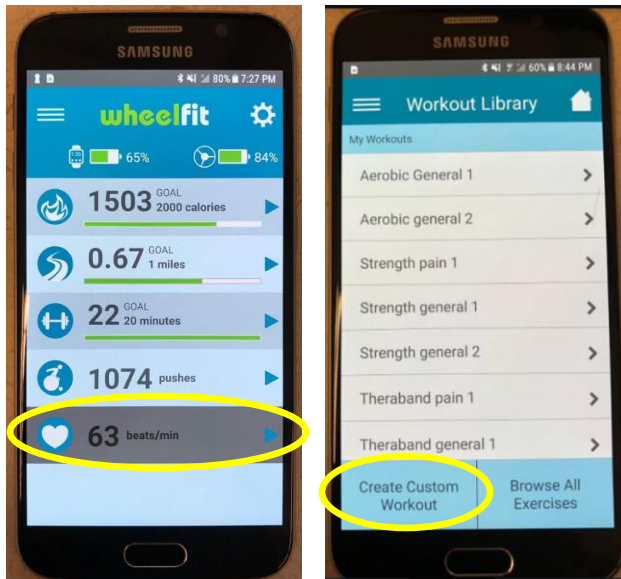 SAMSUNG
80% 7:27 PM
wheelfit
65%
84%
1503 GOAL
2000 calories
0.67 GOAL
1 miles
22 GOAL
20 minutes
1074 pushes
63 beats/min
SAMSUNG
60% 8:44 PM
Workout Library
My Workouts
Aerobic General 1
Aerobic general 2
Strength pain 1
Strength general 1
Strength general 2
Theraband pain 1
Theraband general 1
Create Custom
Workout
Browse All
Exercises